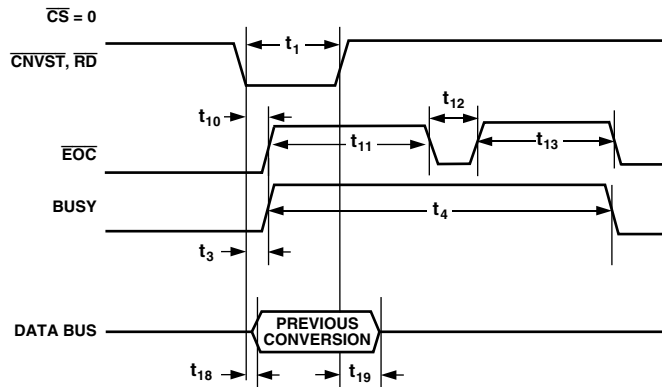 CS = 0
CNVST, RD
t1
t10
t12
EOC
t11
t13
BUSY
t4
t3
DATA BUS
PREVIOUS
CONVERSION
t18
t19